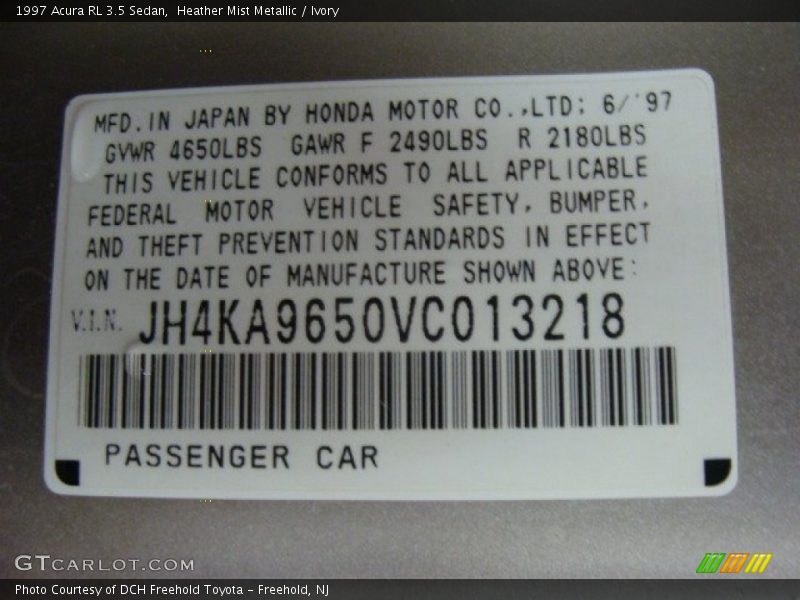 1997 Acura RL 3.5 Sedan,  Heather Mist Metallic / Ivory
MFD. IN JAPAN BY HONDA MOTOR CO.,LTD: 6/'97
GVWR 4650LBS GAWR F 2490LBS R 2180LBS
THIS VEHICLE CONFORMS TO ALL APPLICABLE
FEDERAL MOTOR VEHICLE SAFETY, BUMPER,
AND THEFT PREVENTION STANDARDS IN EFFECT
ON THE DATE OF MANUFACTURE SHOWN ABOVE:
V.I.N. JH4KA9650VC013218
PASSENGER CAR
GTCARLOT.COM
Photo Courtesy of DCH Freehold Toyota – Freehold, NJ